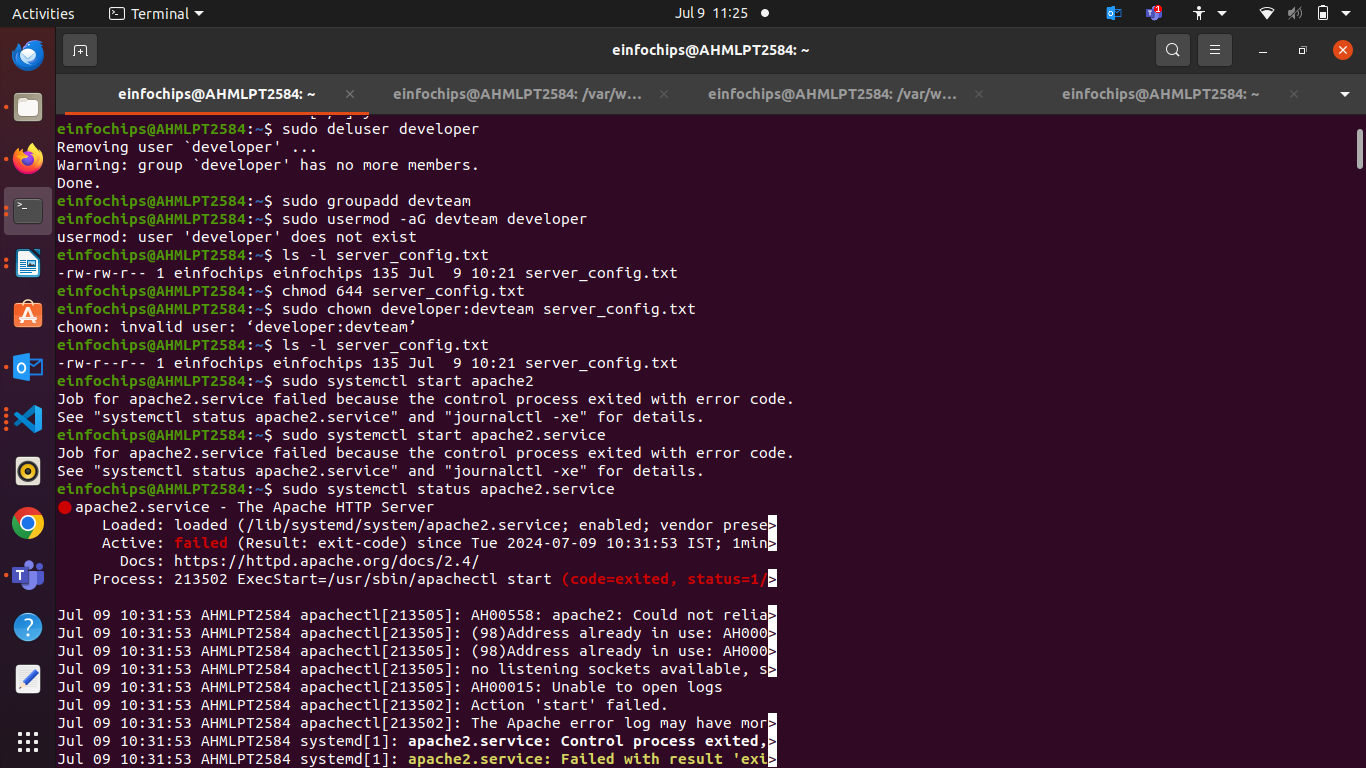 Activities
Terminal
Jul 9 11:25
1
einfochips@AHMLPT2584: ~
einfochips@AHMLPT2584: ~
einfochips@AHMLPT2584: /var/w...
einfochips@AHMLPT2584: /var/w...
einfochips@AHMLPT2584: ~
einfochips@AHMLPT2584:~$ sudo deluser developer
Removing user `developer' ...
Warning: group `developer' has no more members.
Done.
einfochips@AHMLPT2584:~$ sudo groupadd devteam
einfochips@AHMLPT2584:~$ sudo usermod -aG devteam developer
usermod: user 'developer' does not exist
einfochips@AHMLPT2584:~$ ls -l server_config.txt
-rw-rw-r-- 1 einfochips einfochips 135 Jul  9 10:21 server_config.txt
einfochips@AHMLPT2584:~$ chmod 644 server_config.txt
einfochips@AHMLPT2584:~$ sudo chown developer:devteam server_config.txt
chown: invalid user: ‘developer:devteam’
einfochips@AHMLPT2584:~$ ls -l server_config.txt
-rw-r--r-- 1 einfochips einfochips 135 Jul  9 10:21 server_config.txt
einfochips@AHMLPT2584:~$ sudo systemctl start apache2
Job for apache2.service failed because the control process exited with error code.
See "systemctl status apache2.service" and "journalctl -xe" for details.
einfochips@AHMLPT2584:~$ sudo systemctl start apache2.service
Job for apache2.service failed because the control process exited with error code.
See "systemctl status apache2.service" and "journalctl -xe" for details.
einfochips@AHMLPT2584:~$ sudo systemctl status apache2.service
● apache2.service - The Apache HTTP Server
     Loaded: loaded (/lib/systemd/system/apache2.service; enabled; vendor prese>
     Active: failed (Result: exit-code) since Tue 2024-07-09 10:31:53 IST; 1min>
       Docs: https://httpd.apache.org/docs/2.4/
    Process: 213502 ExecStart=/usr/sbin/apachectl start (code=exited, status=1/>
Jul 09 10:31:53 AHMLPT2584 apachectl[213505]: AH00558: apache2: Could not relia>
Jul 09 10:31:53 AHMLPT2584 apachectl[213505]: (98)Address already in use: AH000>
Jul 09 10:31:53 AHMLPT2584 apachectl[213505]: (98)Address already in use: AH000>
Jul 09 10:31:53 AHMLPT2584 apachectl[213505]: no listening sockets available, s>
Jul 09 10:31:53 AHMLPT2584 apachectl[213505]: AH00015: Unable to open logs
Jul 09 10:31:53 AHMLPT2584 apachectl[213502]: Action 'start' failed.
Jul 09 10:31:53 AHMLPT2584 apachectl[213502]: The Apache error log may have mor>
Jul 09 10:31:53 AHMLPT2584 systemd[1]: apache2.service: Control process exited,>
Jul 09 10:31:53 AHMLPT2584 systemd[1]: apache2.service: Failed with result 'exi>